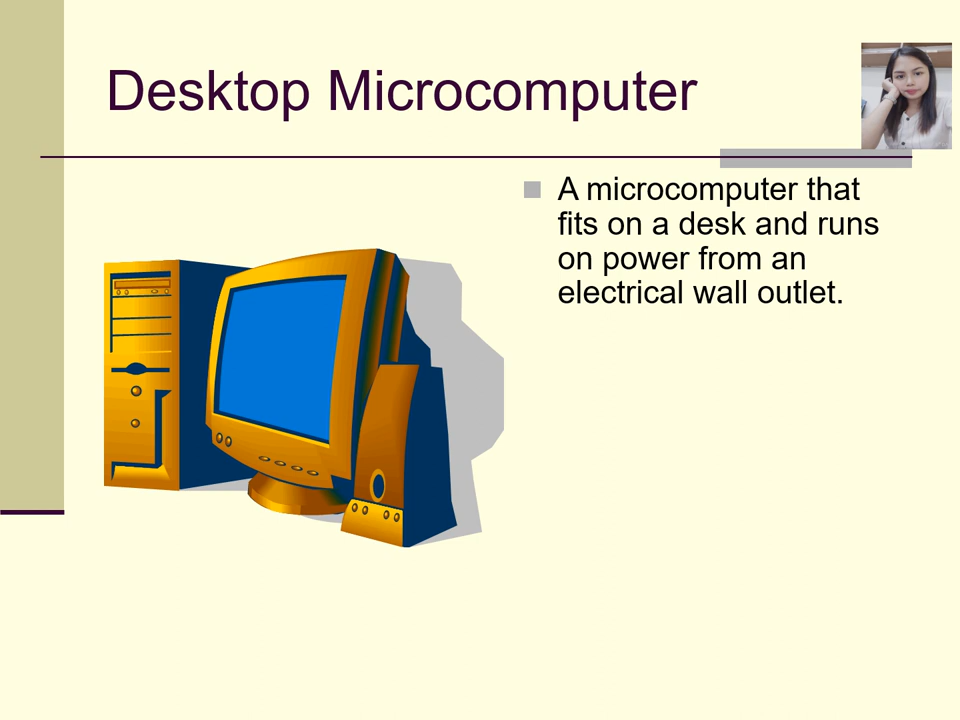 Desktop Microcomputer
A microcomputer that
fits on a desk and runs
on power from an
electrical wall outlet.